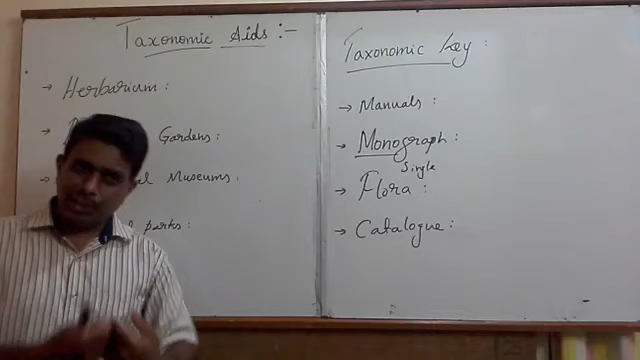 Taxonomic Aids :-
→ Herbarium :
→ Gardens :
→ Museums :
→ parks :
Taxonomic Key :
→ Manuals :
→ Monograph :
Single
→ Flora :
→ Catalogue :